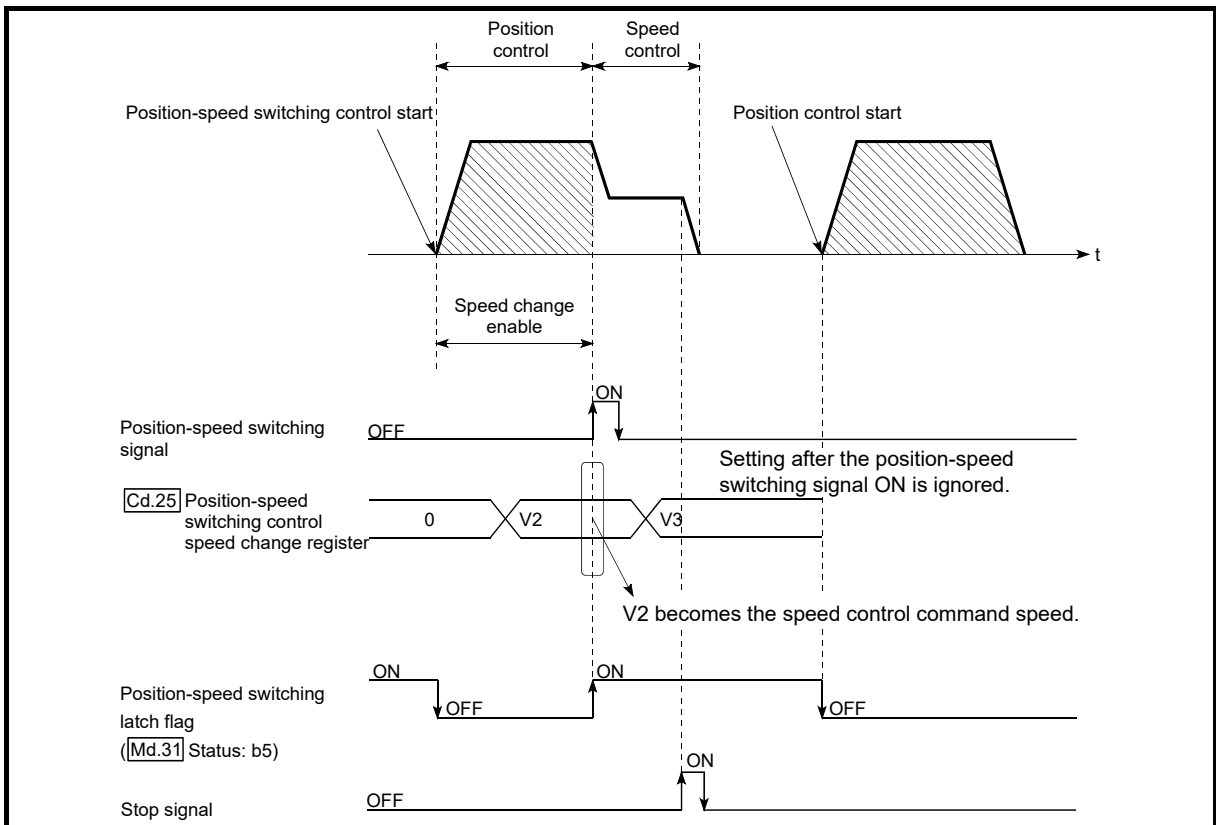 Position
control
Speed
control
Position-speed switching control start
Position control start
t
Speed change
enable
ON
Position-speed switching
signal
OFF
Setting after the position-speed
switching signal ON is ignored.
Cd.25 Position-speed
switching control
speed change register
0
V2
V3
V2 becomes the speed control command speed.
ON
ON
Position-speed switching
latch flag
(Md.31 Status: b5)
OFF
OFF
ON
Stop signal
OFF